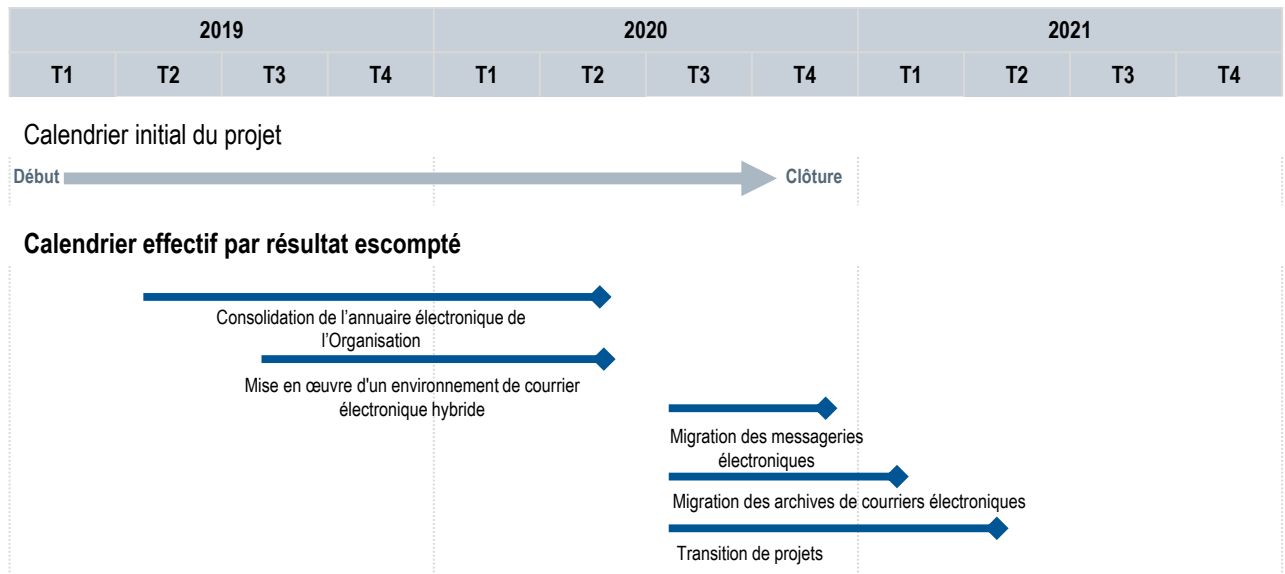 2019 2020 2021
T1 T2 T3 T4 T1 T2 T3 T4 T1 T2 T3 T4
Calendrier initial du projet
Début Clôture
Calendrier effectif par résultat escompté
Consolidation de l’annuaire électronique de
l’Organisation
Mise en œuvre d'un environnement de courrier
électronique hybride
Migration des messageries
électroniques
Migration des archives de courriers électroniques
Transition de projets